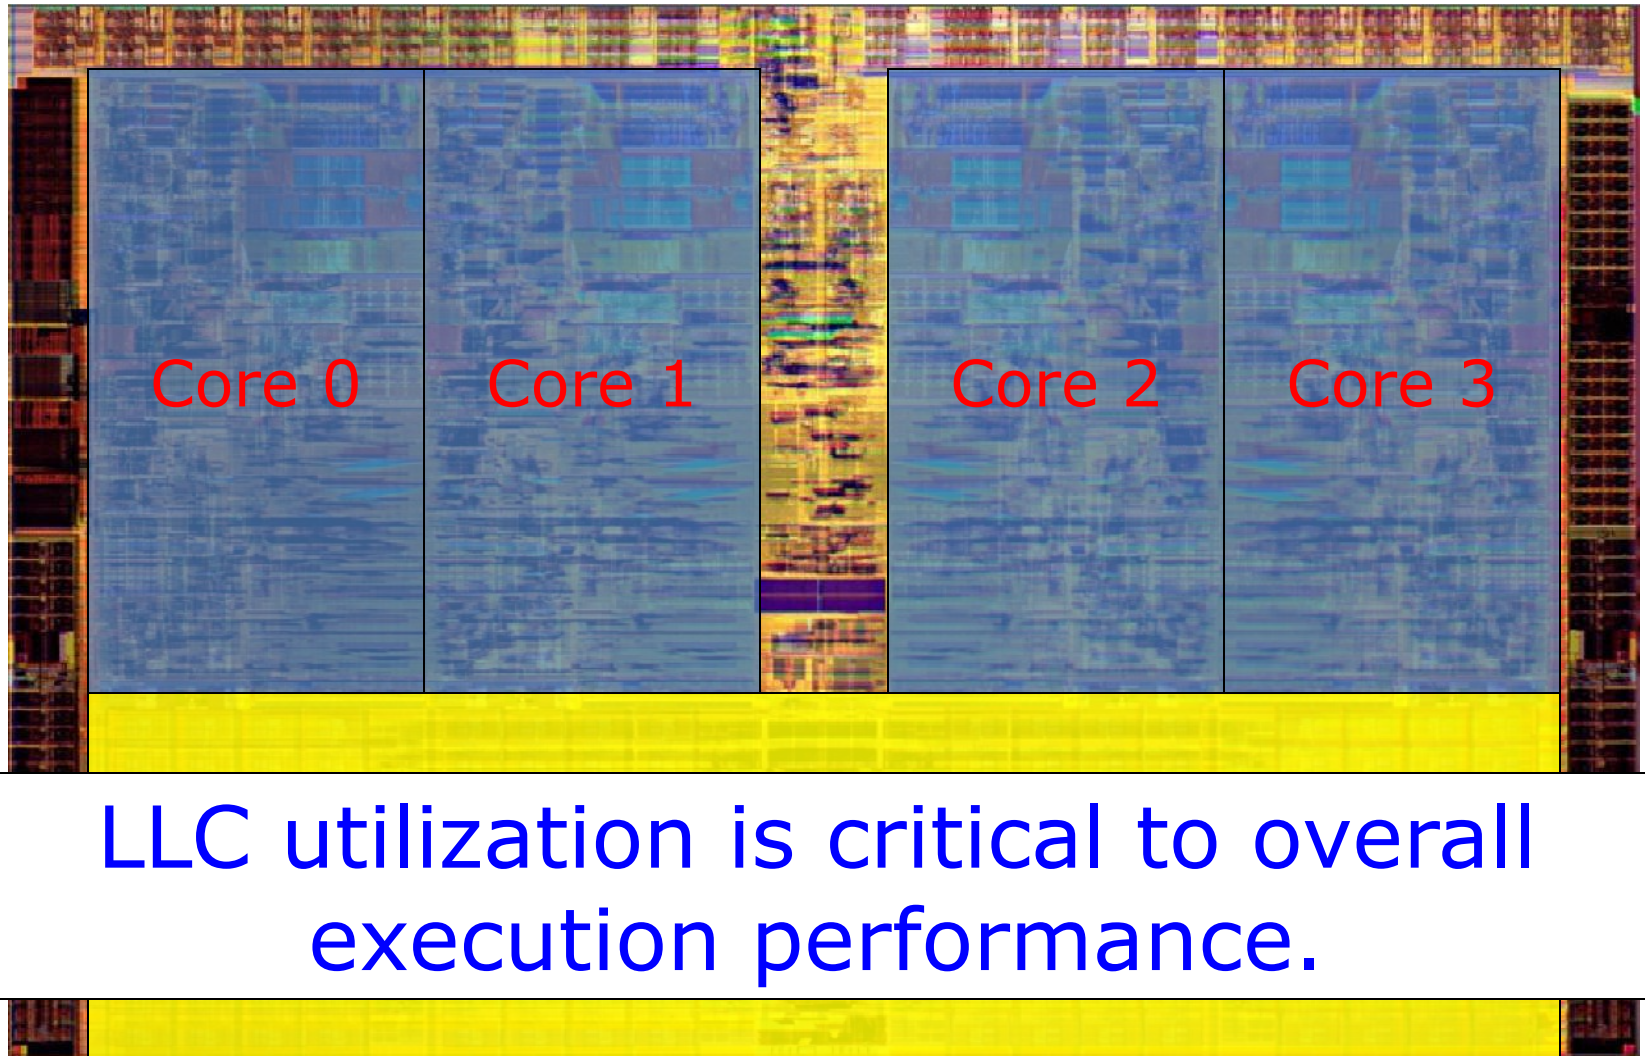 Core 0 Core 1 Core 2 Core 3
LLC utilization is critical to overall
execution performance.